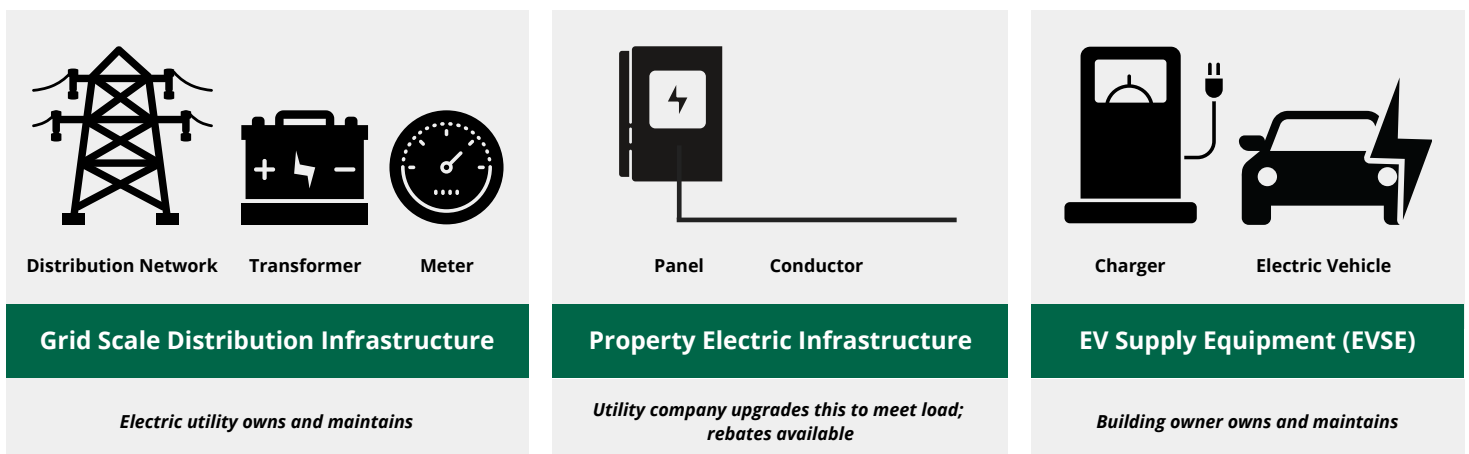 Distribution Network
Transformer
Meter
Grid Scale Distribution Infrastructure
Electric utility owns and maintains
Panel
Conductor
Property Electric Infrastructure
Utility company upgrades this to meet load;
rebates available
Charger
Electric Vehicle
EV Supply Equipment (EVSE)
Building owner owns and maintains